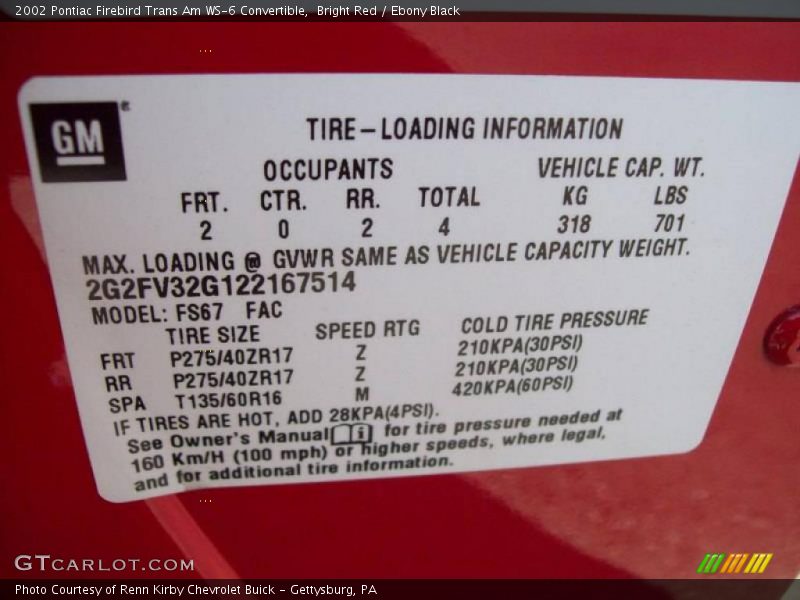 2002 Pontiac Firebird Trans Am WS-6 Convertible,  Bright Red / Ebony Black
GM
TIRE-LOADING INFORMATION
OCCUPANTS VEHICLE CAP. WT.
FRT. CTR. RR. TOTAL KG LBS
2 0 2 4 318 701
MAX. LOADING @ GVWR SAME AS VEHICLE CAPACITY WEIGHT.
2G2FV32G122167514
MODEL: FS67 FAC
TIRE SIZE SPEED RTG COLD TIRE PRESSURE
FRT P275/40ZR17 Z 210KPA(30PSI)
RR P275/40ZR17 Z 210KPA(30PSI)
SPA T135/60R16 M 420KPA(60PSI)
IF TIRES ARE HOT, ADD 28KPA(4PSI).
See Owner's Manual i for tire pressure needed at
160 Km/H (100 mph) or higher speeds, where legal,
and for additional tire information.
GTCARLOT.COM
Photo Courtesy of Renn Kirby Chevrolet Buick - Gettysburg, PA